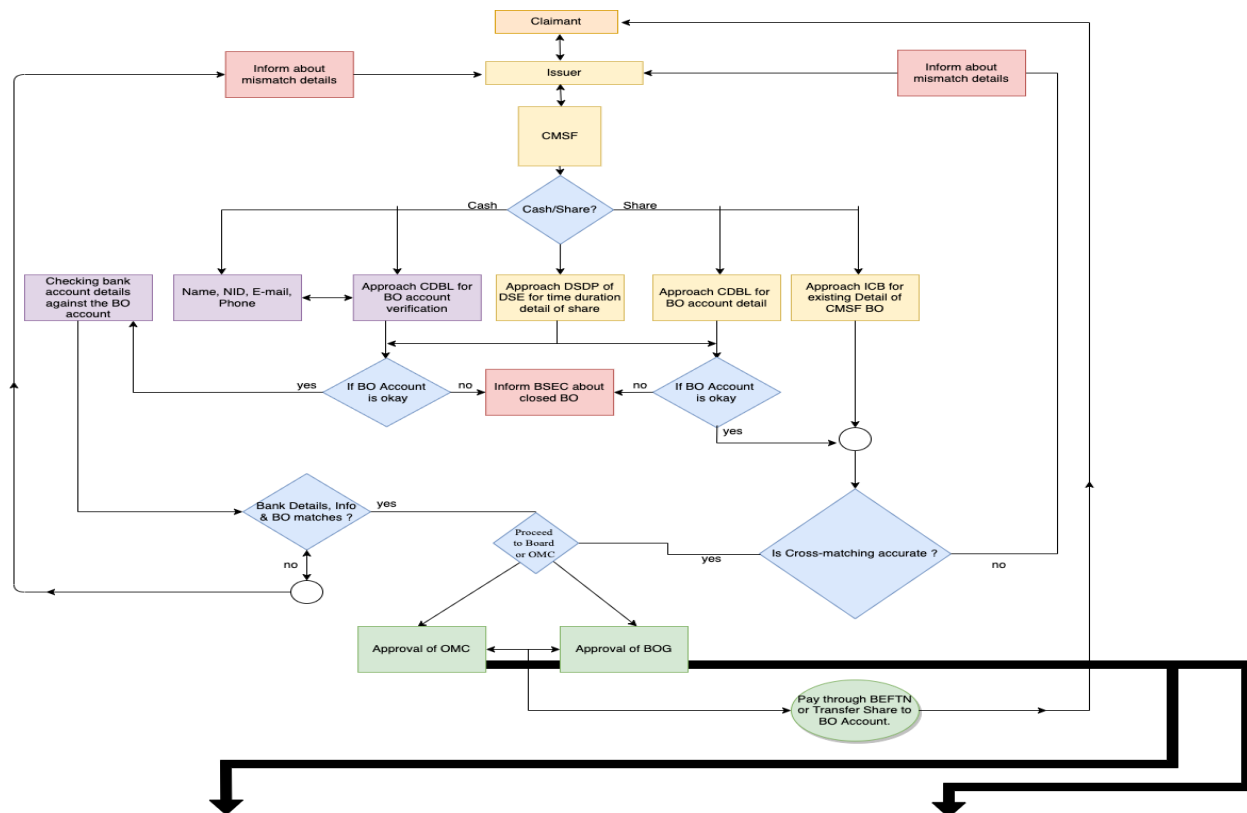 Claimant
Inform about
mismatch details
Issuer
Inform about
mismatch details
CMSF
Cash
Cash/Share?
Share
Checking bank
account details
against the BO
account
Name, NID, E-mail,
Phone
Approach CDBL for
BO account
verification
Approach DSDP of
DSE for time duration
detail of share
Approach CDBL for
BO account detail
Approach ICB for
existing Detail of
CMSF BO
yes
If BO Account
is okay
no
Inform BSEC about
closed BO
no
If BO Account
is okay
yes
Bank Details, Info
& BO matches ?
yes
no
Proceed
to Board
or OMC
yes
Is Cross-matching accurate ?
no
Approval of OMC
Approval of BOG
Pay through BEFTN
or Transfer Share to
BO Account.